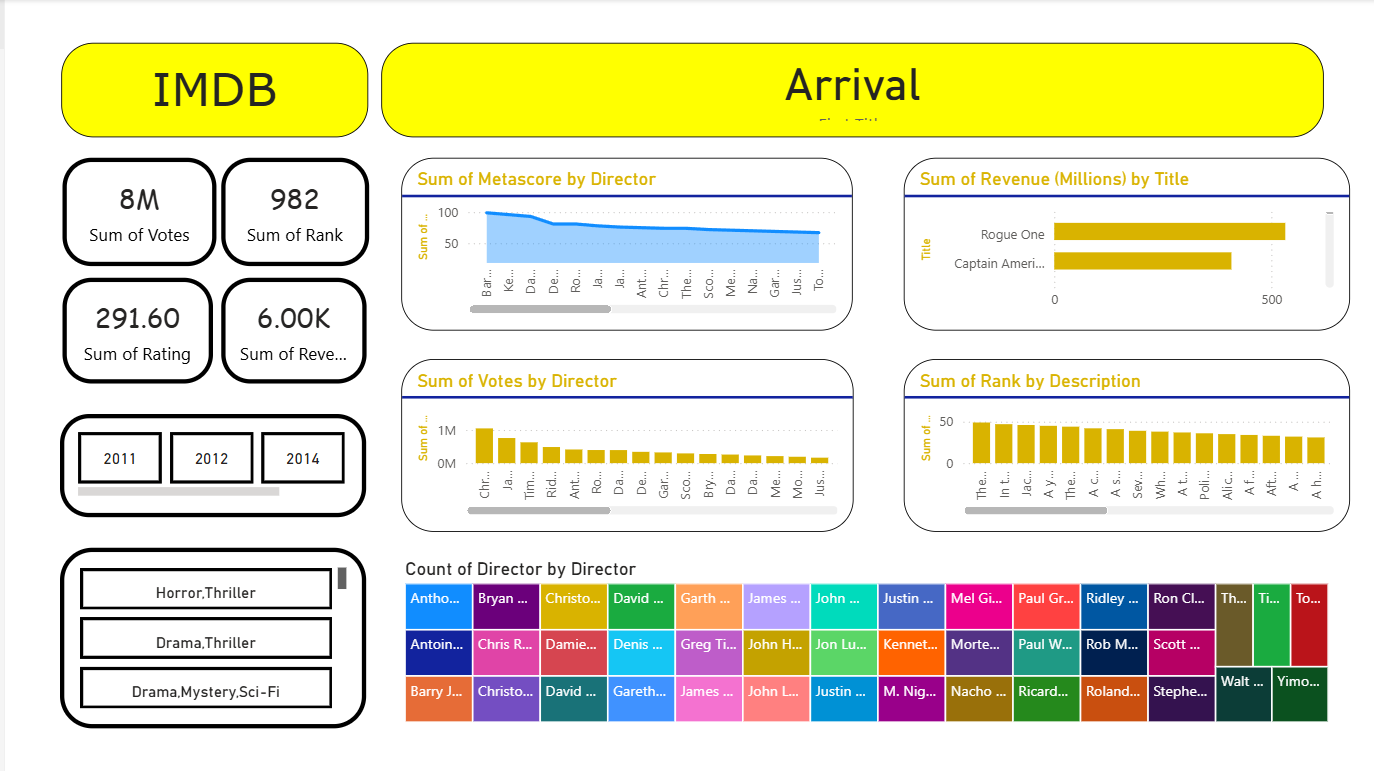 IMDB
Arrival
First Title
8M
Sum of Votes
982
Sum of Rank
291.60
Sum of Rating
6.00K
Sum of Reve...
2011
2012
2014
Horror,Thriller
Drama,Thriller
Drama,Mystery,Sci-Fi
Sum of Metascore by Director
Sum of ...
100
50
Bar...
Ke...
Da...
De...
Ro...
Ja...
Ja...
Ant...
Chr...
The...
Sco...
Me...
Na...
Gar...
Jus...
To...
Sum of Revenue (Millions) by Title
Title
Rogue One
Captain Ameri...
0
500
Sum of Votes by Director
Sum of ...
1M
0M
Chr...
Ja...
Tim...
Rid...
Ant...
Ro...
Da...
De...
Gar...
Sco...
Bry...
Da...
Da...
Me...
Mo...
Jus...
Sum of Rank by Description
Sum of ...
50
0
The...
In t...
Jac...
A y...
The...
A c...
A s...
Sev...
Wh...
A t...
Poli...
Alic...
A f...
Aft...
A ...
A h...
Count of Director by Director
Antho...
Bryan ...
Christo...
David ...
Garth ...
James ...
John ...
Justin ...
Mel Gi...
Paul Gr...
Ridley ...
Ron Cl...
Th...
Ti...
To...
Antoin...
Chris R...
Damie...
Denis ...
Greg Ti...
John H...
Jon Lu...
Kennet...
Morte...
Paul W...
Rob M...
Scott ...
Barry J...
Christo...
David ...
Gareth...
James ...
John L...
Justin ...
M. Nig...
Nacho ...
Ricard...
Roland...
Stephe...
Walt ...
Yimo...